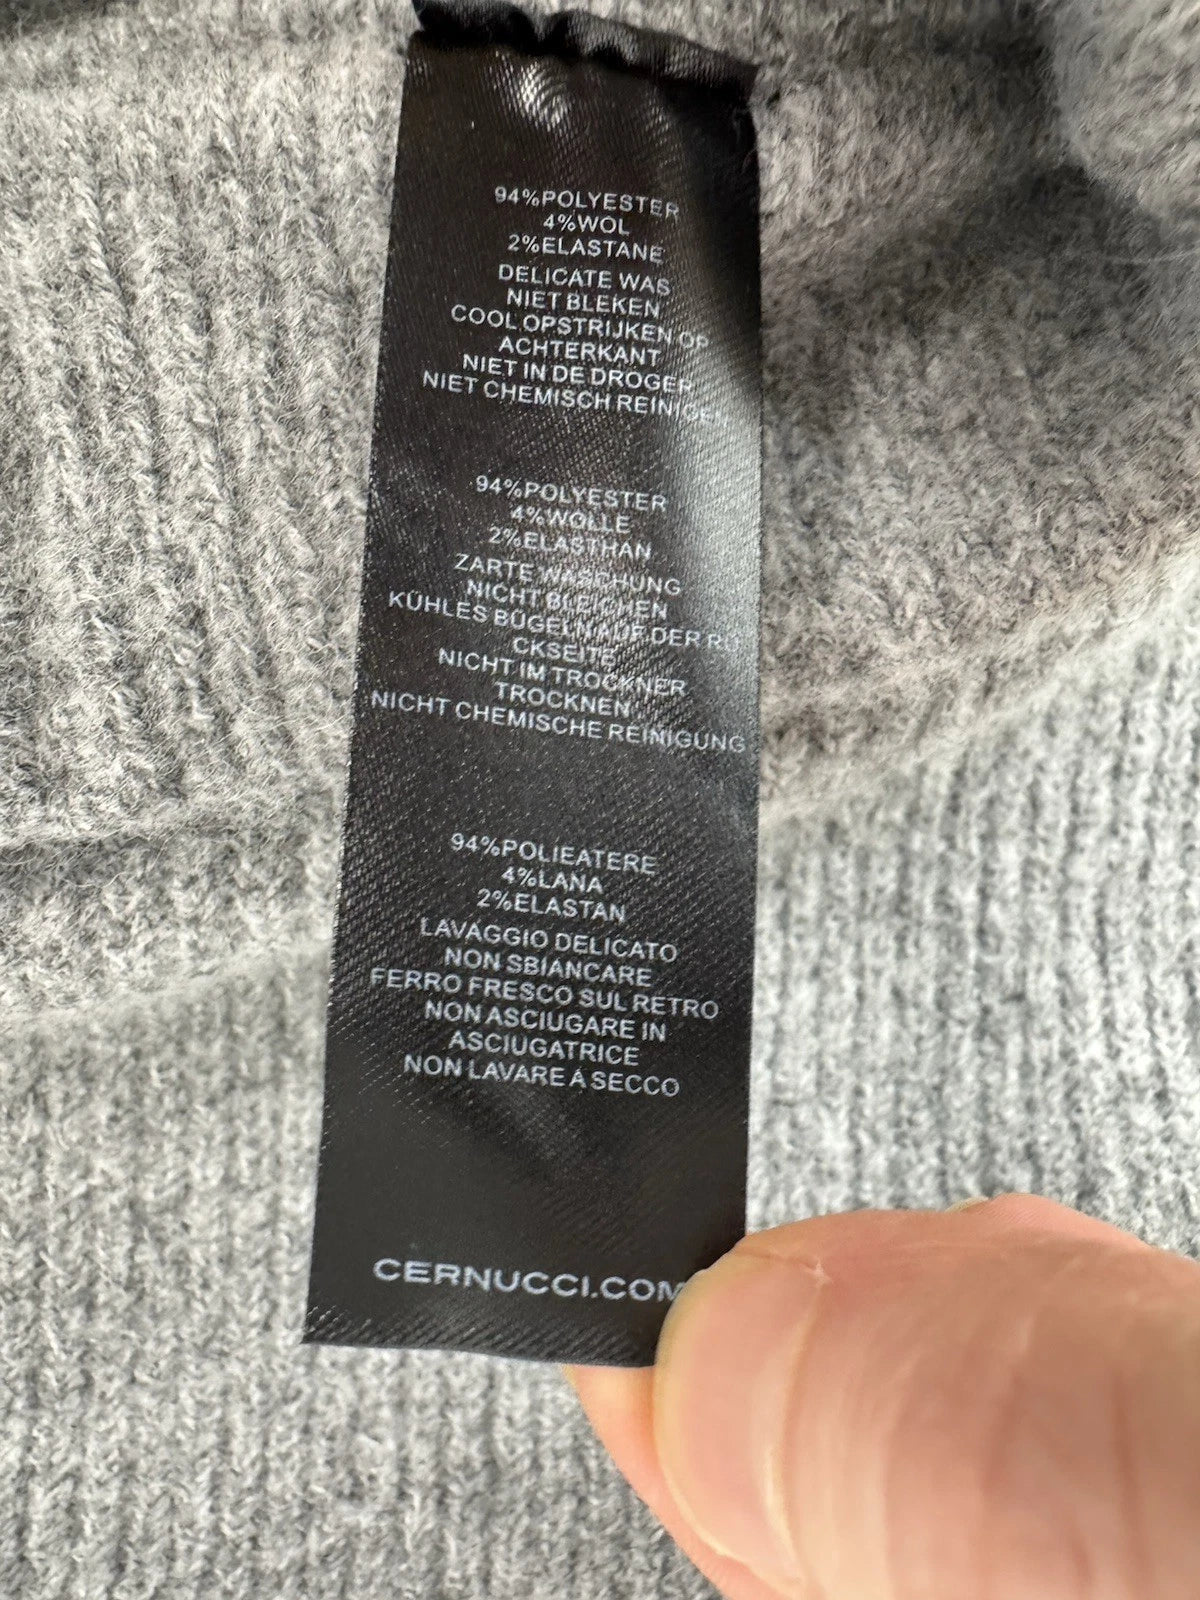 94%POLYESTER
4%WOL
2%ELASTANE
DELICATE WAS
NIET BLEKEN
COOL OPSTRIJKEN OP
ACHTERKANT
NIET IN DE DROGER
NIET CHEMISCH REINIGEN
94%POLYESTER
4%WOLLE
2%ELASTHAN
ZARTE WASCHUNG
NICHT BLEICHEN
KÜHLES BÜGELN AUF DER RÜ
CKSEITE
NICHT IM TROCKNER
TROCKNEN
NICHT CHEMISCHE REINIGUNG
94%POLIEATERE
4%LANA
2%ELASTAN
LAVAGGIO DELICATO
NON SBIANCARE
FERRO FRESCO SUL RETRO
NON ASCIUGARE IN
ASCIUGATRICE
NON LAVARE A SECCO
CERNUCCI.COM